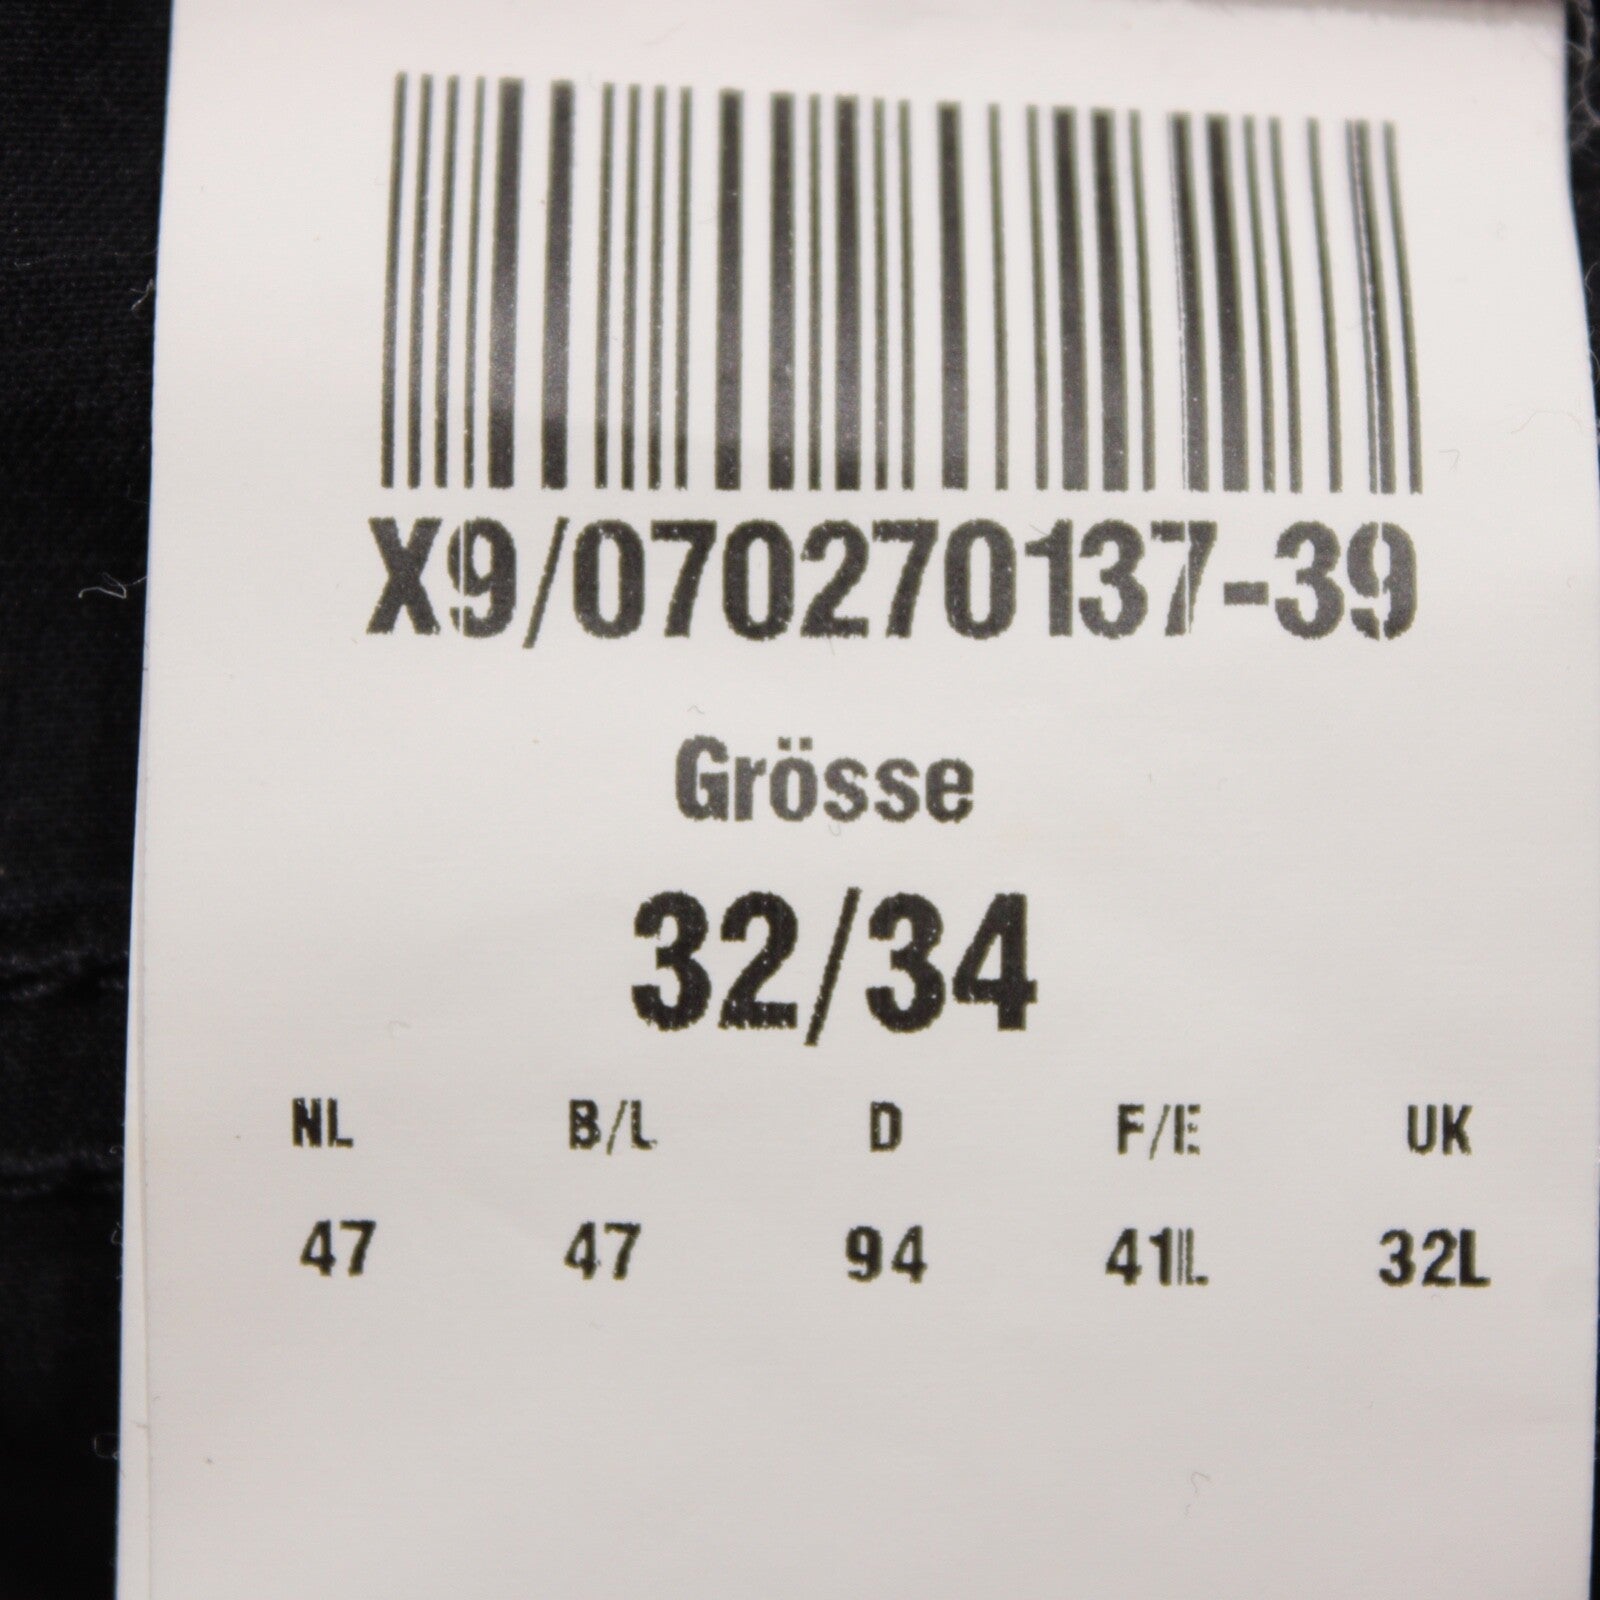 X9/070270137-39
Grösse
32/34
NL B/L D F/E UK
47 47 94 41L 32L